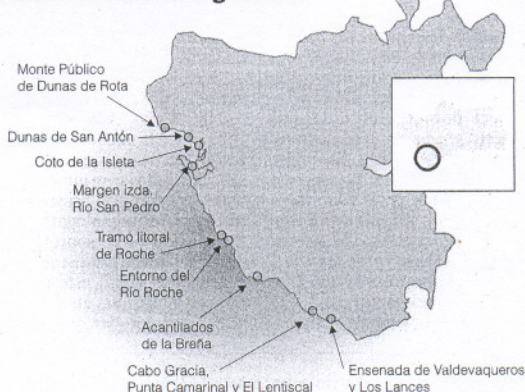 Monte Público
de Dunas de Rota
Dunas de San Antón
Coto de la Isleta
Margen izda.
Río San Pedro
Tramo litoral
de Roche
Entorno del
Río Roche
Acantilados
de la Breña
Cabo Gracia,
Punta Camarinal y El Lentiscal
Ensenada de Valdevaqueros
y Los Lances